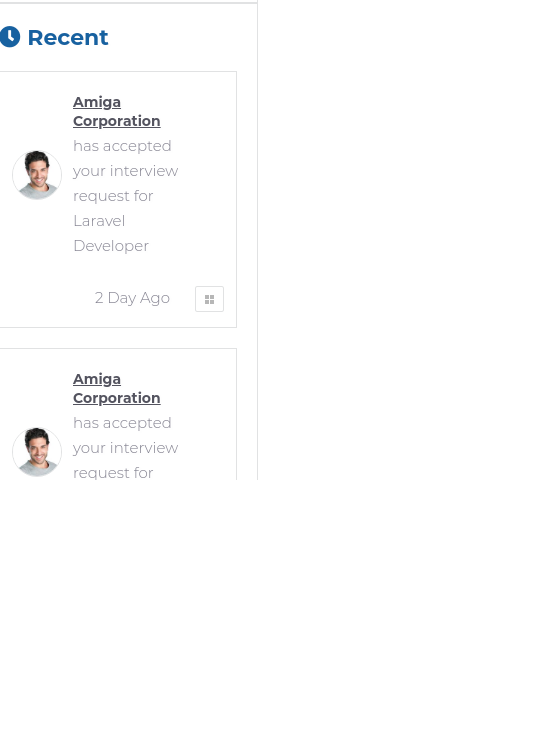 Recent
Amiga
Corporation
has accepted
your interview
request for
Laravel
Developer
2 Day Ago
Amiga
Corporation
has accepted
your interview
request for